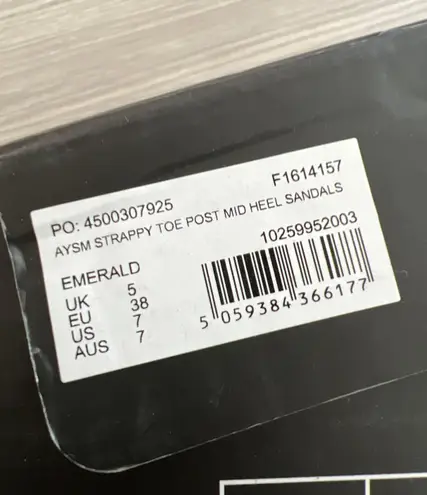 PO: 4500307925 F1614157
AYSM STRAPPY TOE POST MID HEEL SANDALS
10259952003
EMERALD
UK 5
EU 38
US 7
AUS 7
5 059384 366177